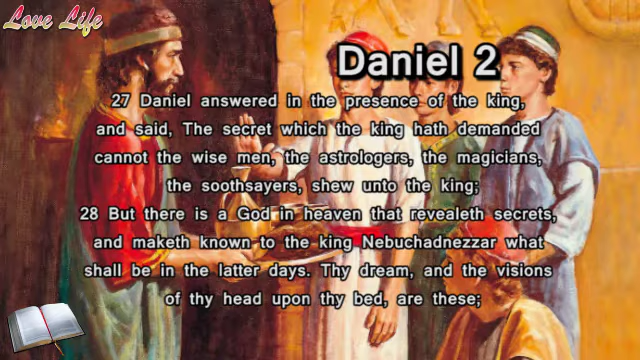 Love Life
Daniel 2
27 Daniel answered in the presence of the king,
and said, The secret which the king hath demanded
cannot the wise men, the astrologers, the magicians,
the soothsayers, shew unto the king;
28 But there is a God in heaven that revealeth secrets,
and maketh known to the king Nebuchadnezzar what
shall be in the latter days. Thy dream, and the visions
of thy head upon thy bed, are these;